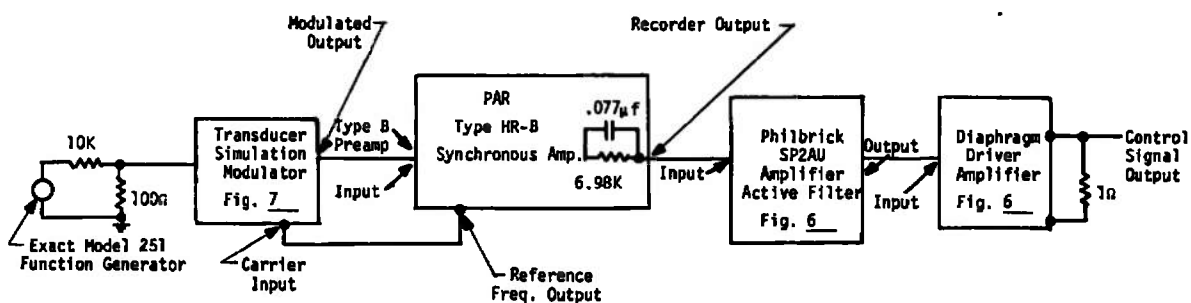 Modulated
Output
Recorder Output
PAR
Type HR-B
Synchronous Amp.
.077µf
6.98K
10K
100Ω
Transducer
Simulation
Modulator
Fig. 7
Type B
Preamp
Input
Input
Philbrick
SP2AU
Amplifier
Active Filter
Fig. 6
Output
Input
Diaphragm
Driver
Amplifier
Fig. 6
1Ω
Control
Signal
Output
Exact Model 251
Function Generator
Carrier
Input
Reference
Freq. Output